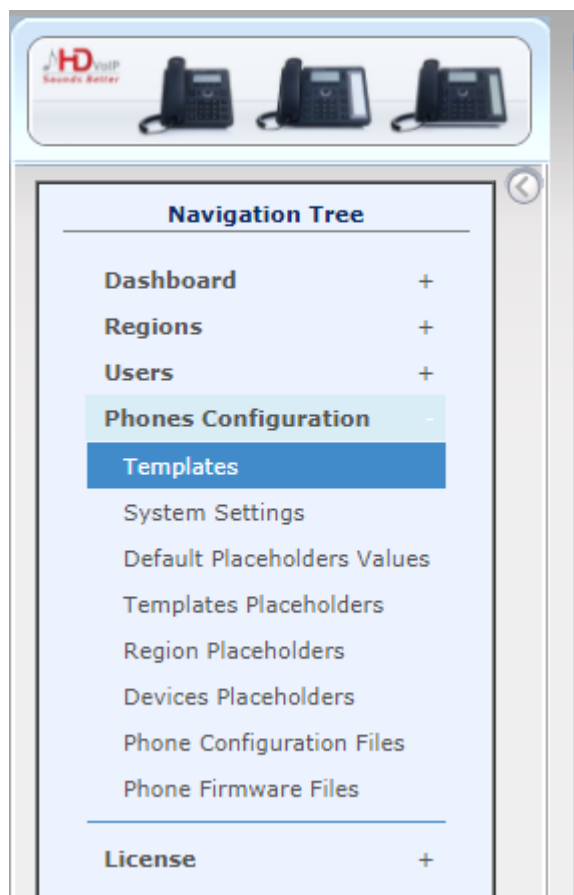 HD VoIP
Sounds Better
Navigation Tree
Dashboard +
Regions +
Users +
Phones Configuration -
Templates
System Settings
Default Placeholders Values
Templates Placeholders
Region Placeholders
Devices Placeholders
Phone Configuration Files
Phone Firmware Files
License +